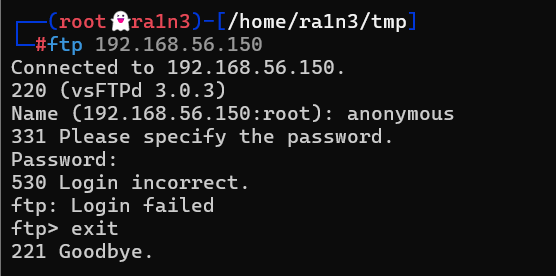 ┌──(root👻ra1n3)-[/home/ra1n3/tmp]
└─#ftp 192.168.56.150
Connected to 192.168.56.150.
220 (vsFTPd 3.0.3)
Name (192.168.56.150:root): anonymous
331 Please specify the password.
Password:
530 Login incorrect.
ftp: Login failed
ftp> exit
221 Goodbye.